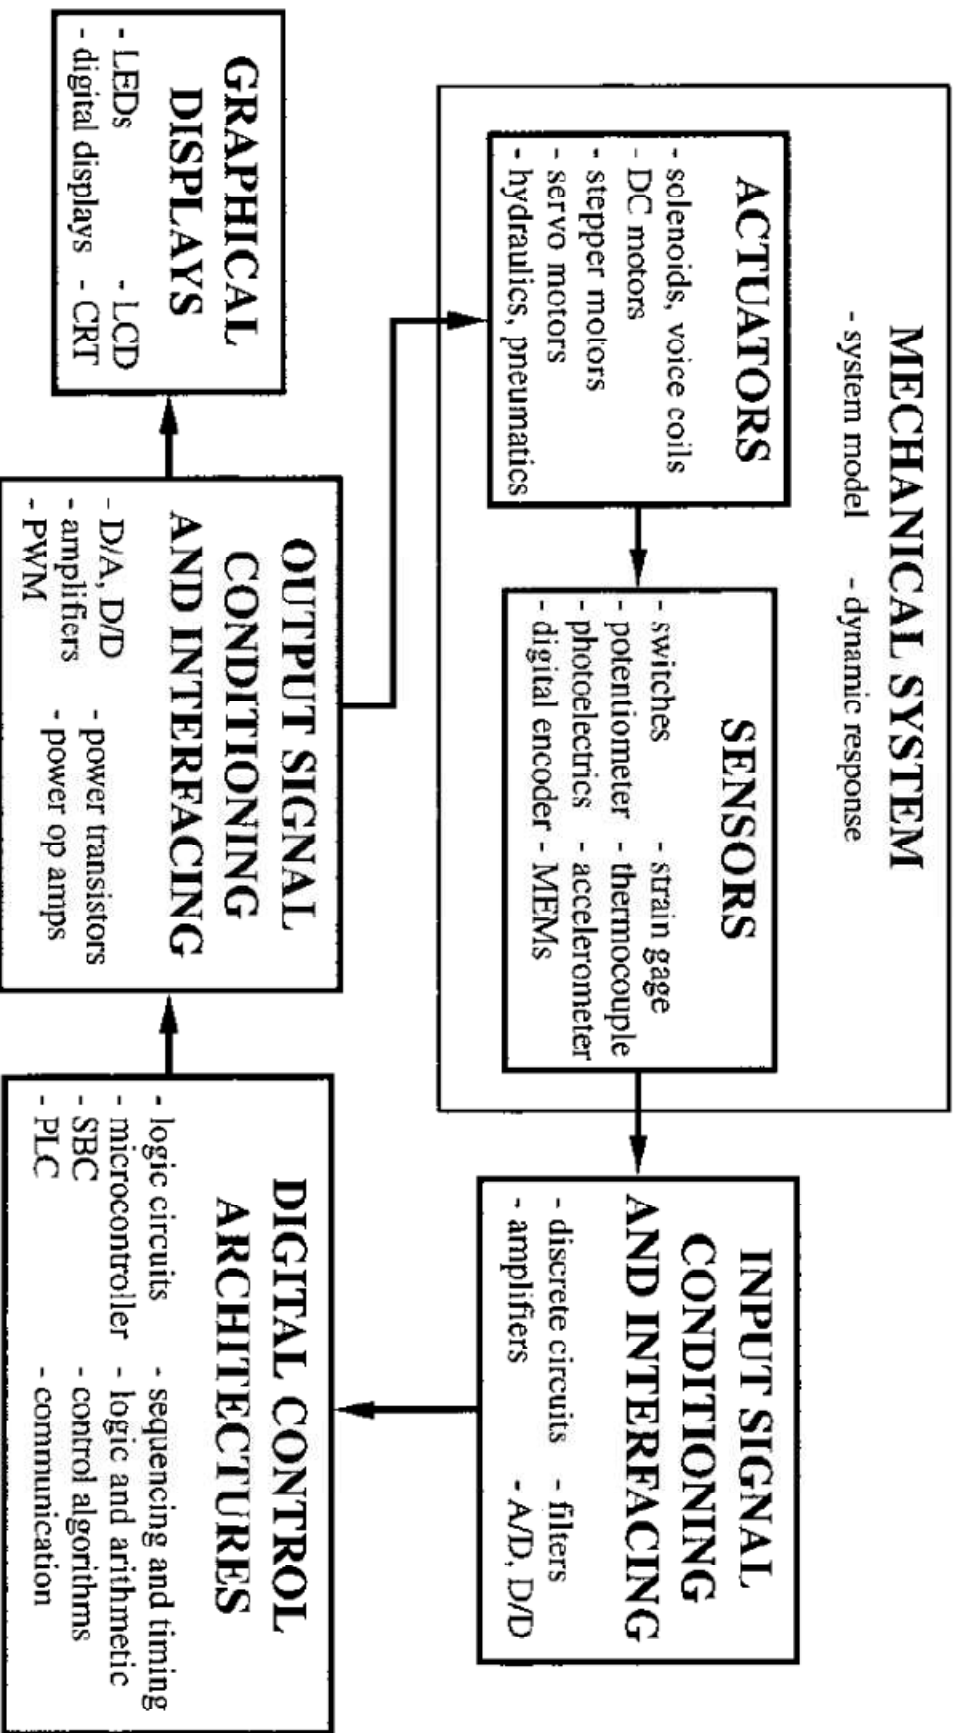 MECHANICAL SYSTEM
- system model - dynamic response
ACTUATORS
- solenoids, voice coils
- DC motors
- stepper motors
- servo motors
- hydraulics, pneumatics
SENSORS
- switches - strain gage
- potentiometer - thermocouple
- photoelectrics - accelerometer
- digital encoder - MEMs
INPUT SIGNAL
CONDITIONING
AND INTERFACING
- discrete circuits - filters
- amplifiers - A/D, D/D
GRAPHICAL
DISPLAYS
- LEDs - LCD
- digital displays - CRT
OUTPUT SIGNAL
CONDITIONING
AND INTERFACING
- D/A, D/D - power transistors
- amplifiers - power op amps
- PWM
DIGITAL CONTROL
ARCHITECTURES
- logic circuits - sequencing and timing
- microcontroller - logic and arithmetic
- SBC - control algorithms
- PLC - communication